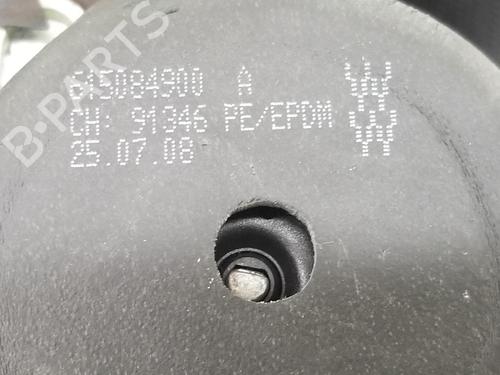 615084900 A
CH: 91346 PE/EPDM
25.07.08
B-PARTS